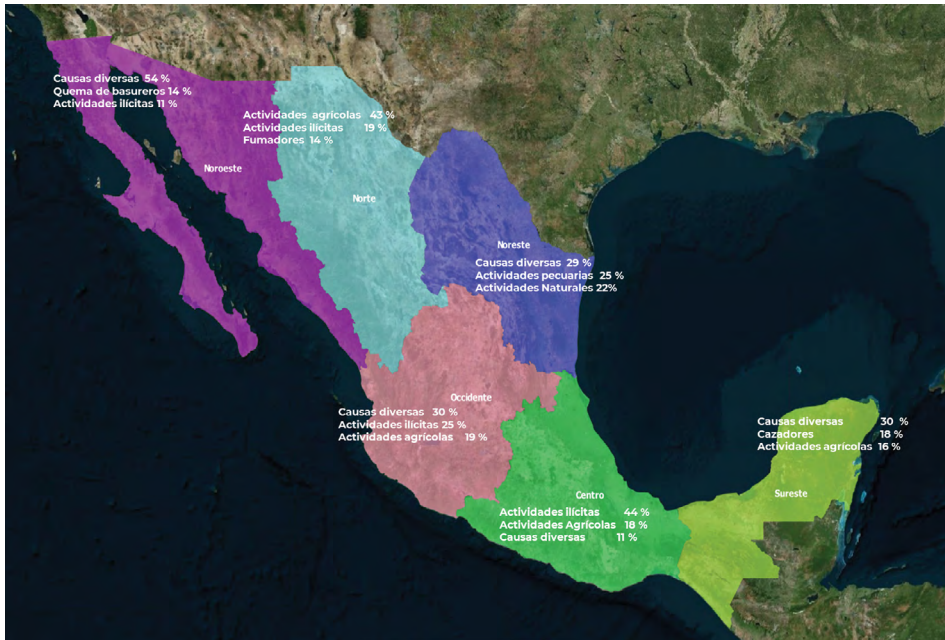 Causas diversas 54 %
Quema de basureros 14 %
Actividades ilícitas 11 %
Noroeste
Actividades agrícolas 43 %
Actividades ilicitas 19 %
Fumadores 14 %
Norte
Noreste
Causas diversas 29 %
Actividades pecuarias 25 %
Actividades Naturales 22%
Occidente
Causas diversas 30 %
Actividades ilícitas 25 %
Actividades agrícolas 19 %
Causas diversas 30 %
Cazadores 18 %
Actividades agrícolas 16 %
Sureste
Centro
Actividades ilícitas 44 %
Actividades Agrícolas 18 %
Causas diversas 11 %